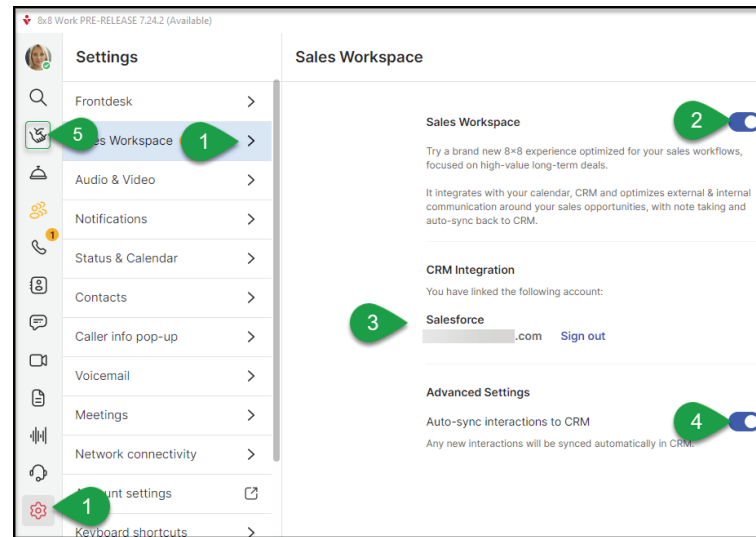 8x8 Work PRE-RELEASE 7.24.2 (Available)
Settings
Sales Workspace
Frontdesk
5
es Workspace
1
Audio & Video
Notifications
1
Status & Calendar
Contacts
Caller info pop-up
Voicemail
Meetings
Network connectivity
1
unt settings
Keyboard shortcuts
Sales Workspace
2
Try a brand new 8×8 experience optimized for your sales workflows,
focused on high-value long-term deals.
It integrates with your calendar, CRM and optimizes external & internal
communication around your sales opportunities, with note taking and
auto-sync back to CRM.
CRM Integration
You have linked the following account:
3
Salesforce
.com Sign out
Advanced Settings
Auto-sync interactions to CRM
4
Any new interactions will be synced automatically in CRM.